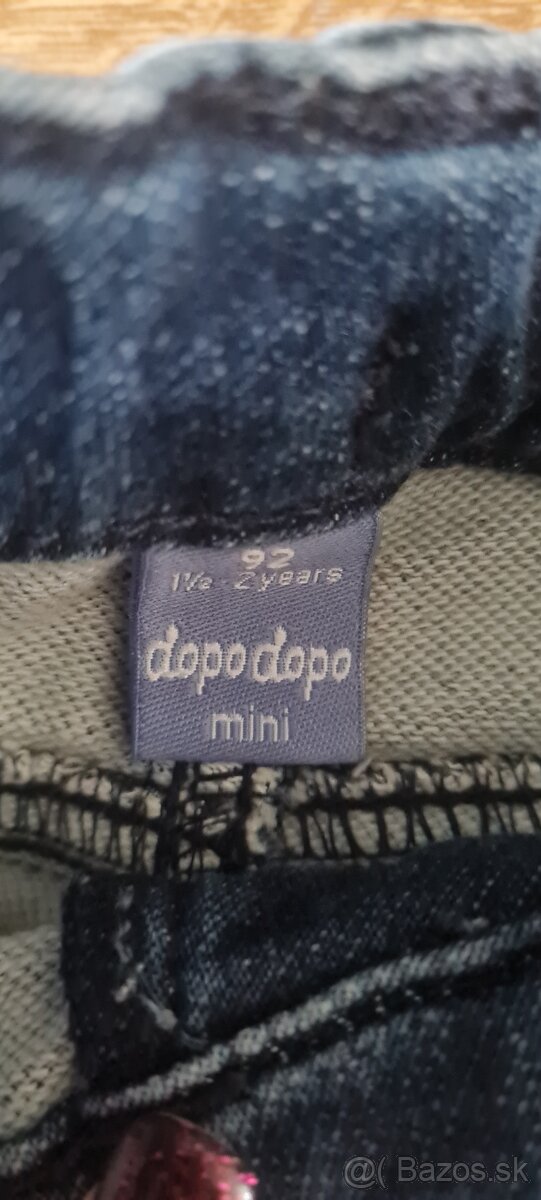 92
1½ - 2 years
dopodopo
mini
@( Bazos.sk